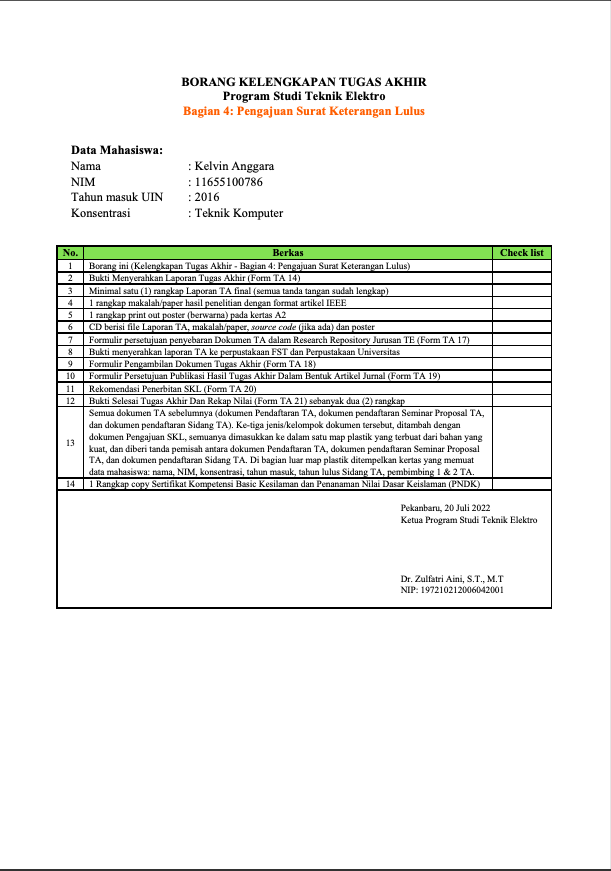 BORANG KELENGKAPAN TUGAS AKHIR
Program Studi Teknik Elektro
Bagian 4: Pengajuan Surat Keterangan Lulus
Data Mahasiswa:
Nama : Kelvin Anggara
NIM : 11655100786
Tahun masuk UIN : 2016
Konsentrasi : Teknik Komputer
No. Berkas Check list
1 Borang ini (Kelengkapan Tugas Akhir - Bagian 4: Pengajuan Surat Keterangan Lulus)
2 Bukti Menyerahkan Laporan Tugas Akhir (Form TA 14)
3 Minimal satu (1) rangkap Laporan TA final (semua tanda tangan sudah lengkap)
4 1 rangkap makalah/paper hasil penelitian dengan format artikel IEEE
5 1 rangkap print out poster (berwarna) pada kertas A2
6 CD berisi file Laporan TA, makalah/paper, source code (jika ada) dan poster
7 Formulir persetujuan penyebaran Dokumen TA dalam Research Repository Jurusan TE (Form TA 17)
8 Bukti menyerahkan laporan TA ke perpustakaan FST dan Perpustakaan Universitas
9 Formulir Pengambilan Dokumen Tugas Akhir (Form TA 18)
10 Formulir Persetujuan Publikasi Hasil Tugas Akhir Dalam Bentuk Artikel Jurnal (Form TA 19)
11 Rekomendasi Penerbitan SKL (Form TA 20)
12 Bukti Selesai Tugas Akhir Dan Rekap Nilai (Form TA 21) sebanyak dua (2) rangkap
13 Semua dokumen TA sebelumnya (dokumen Pendaftaran TA, dokumen pendaftaran Seminar Proposal TA,
dan dokumen pendaftaran Sidang TA). Ke-tiga jenis/kelompok dokumen tersebut, ditambah dengan
dokumen Pengajuan SKL, semuanya dimasukkan ke dalam satu map plastik yang terbuat dari bahan yang
kuat, dan diberi tanda pemisah antara dokumen Pendaftaran TA, dokumen pendaftaran Seminar Proposal
TA, dan dokumen pendaftaran Sidang TA. Di bagian luar map plastik ditempelkan kertas yang memuat
data mahasiswa: nama, NIM, konsentrasi, tahun masuk, tahun lulus Sidang TA, pembimbing 1 & 2 TA.
14 1 Rangkap copy Sertifikat Kompetensi Basic Kesilaman dan Penanaman Nilai Dasar Keislaman (PNDK)
Pekanbaru, 20 Juli 2022
Ketua Program Studi Teknik Elektro
Dr. Zulfatri Aini, S.T., M.T
NIP: 197210212006042001